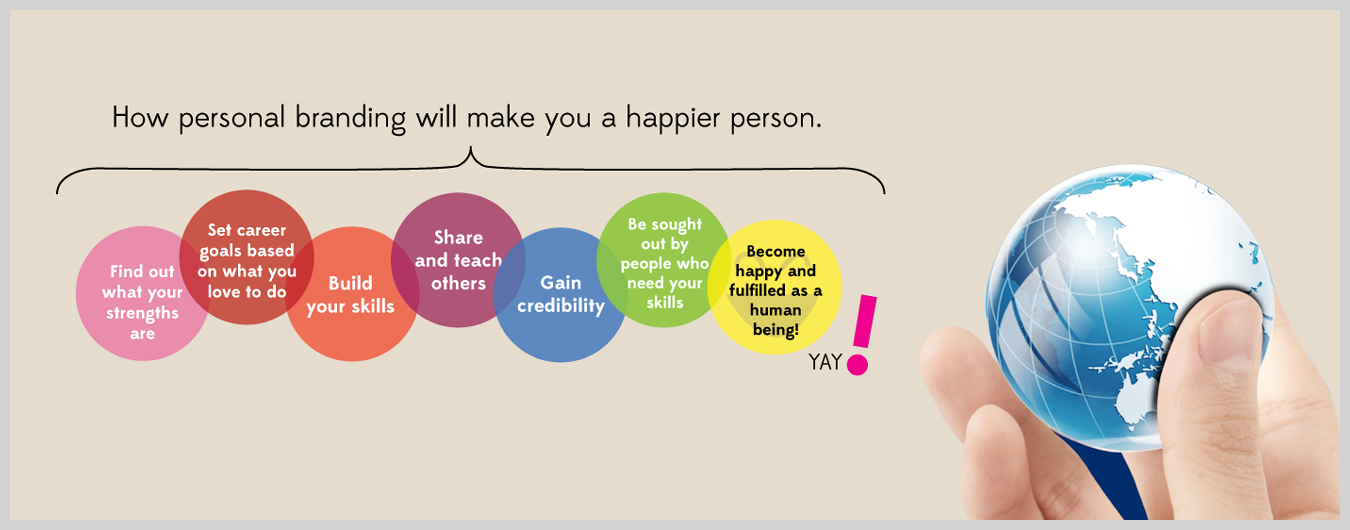 How personal branding will make you a happier person.
Find out
what your
strengths
are
Set career
goals based
on what you
love to do
Build
your skills
Share
and teach
others
Gain
credibility
Be sought
out by
people who
need your
skills
Become
happy and
fulfilled as a
human
being!
YAY!